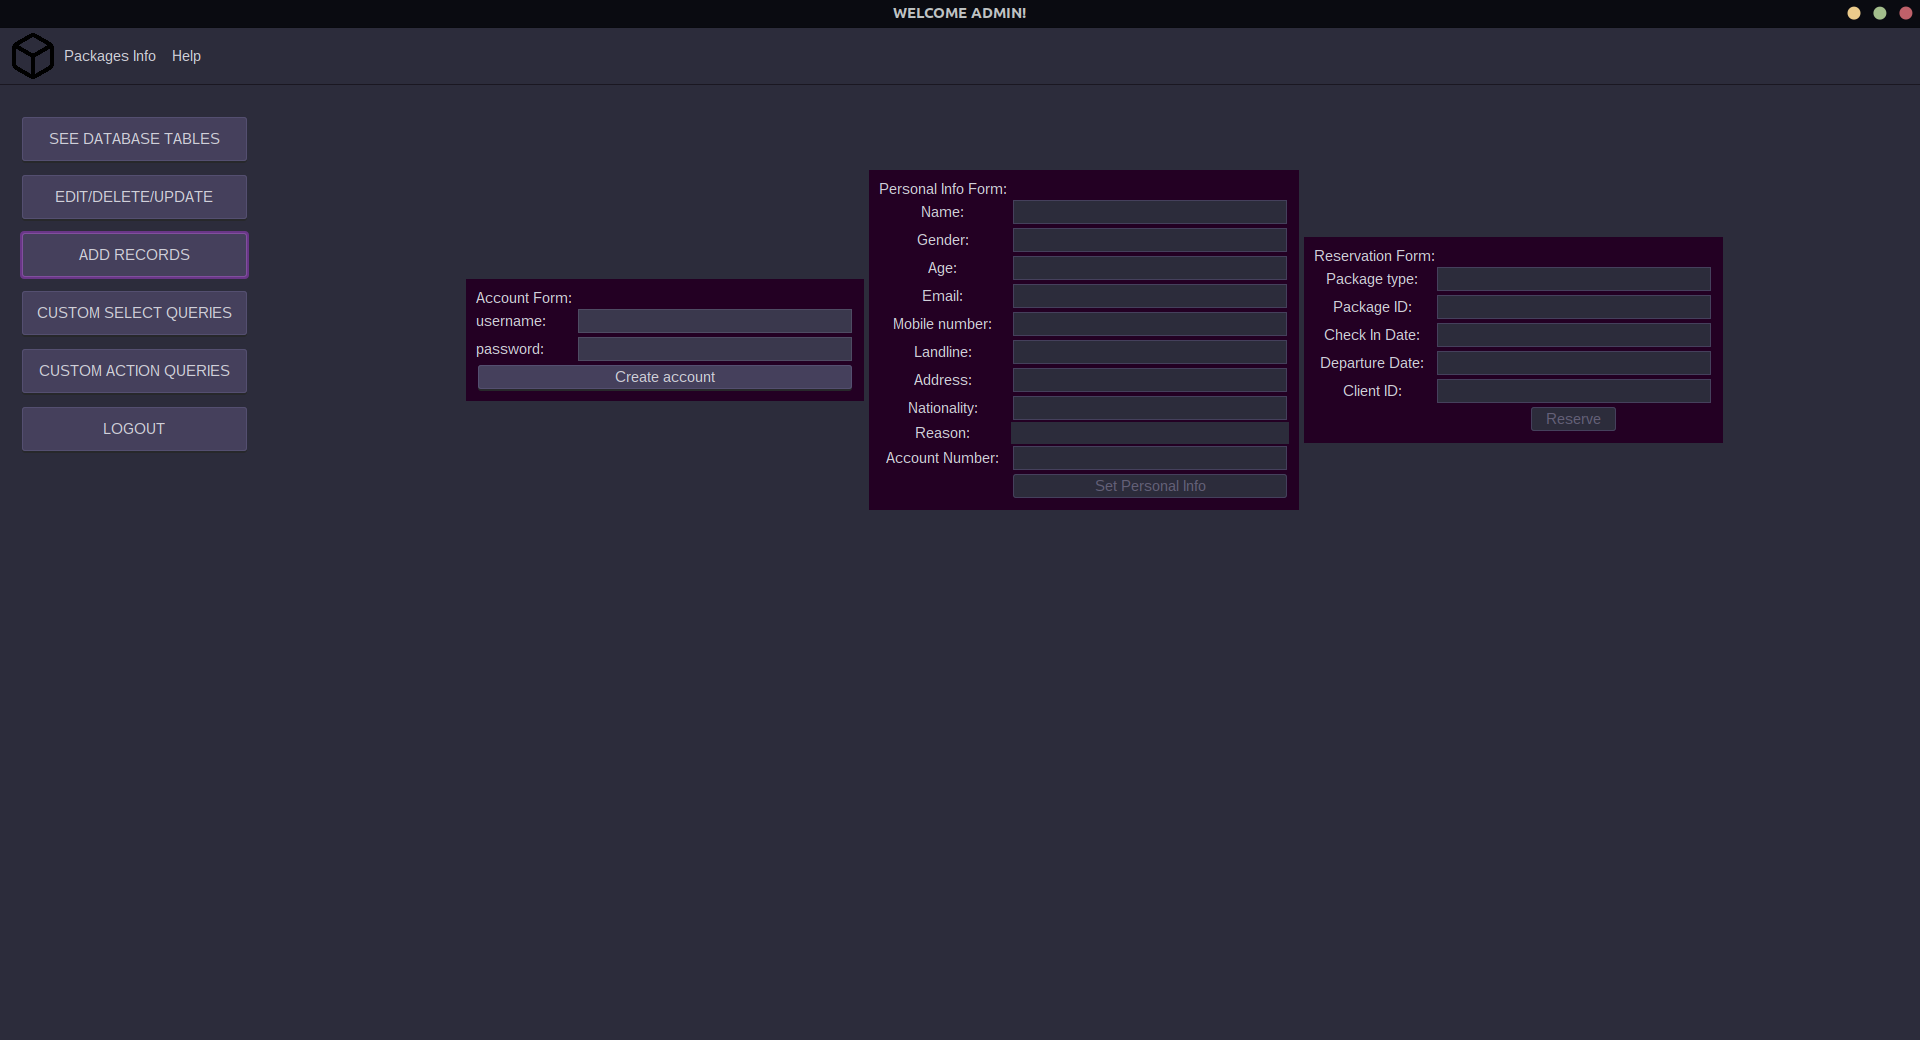 WELCOME ADMIN!
Packages Info Help
SEE DATABASE TABLES
EDIT/DELETE/UPDATE
ADD RECORDS
CUSTOM SELECT QUERIES
CUSTOM ACTION QUERIES
LOGOUT
Account Form:
username:
password:
Create account
Personal Info Form:
Name:
Gender:
Age:
Email:
Mobile number:
Landline:
Address:
Nationality:
Reason:
Account Number:
Set Personal Info
Reservation Form:
Package type:
Package ID:
Check In Date:
Departure Date:
Client ID:
Reserve